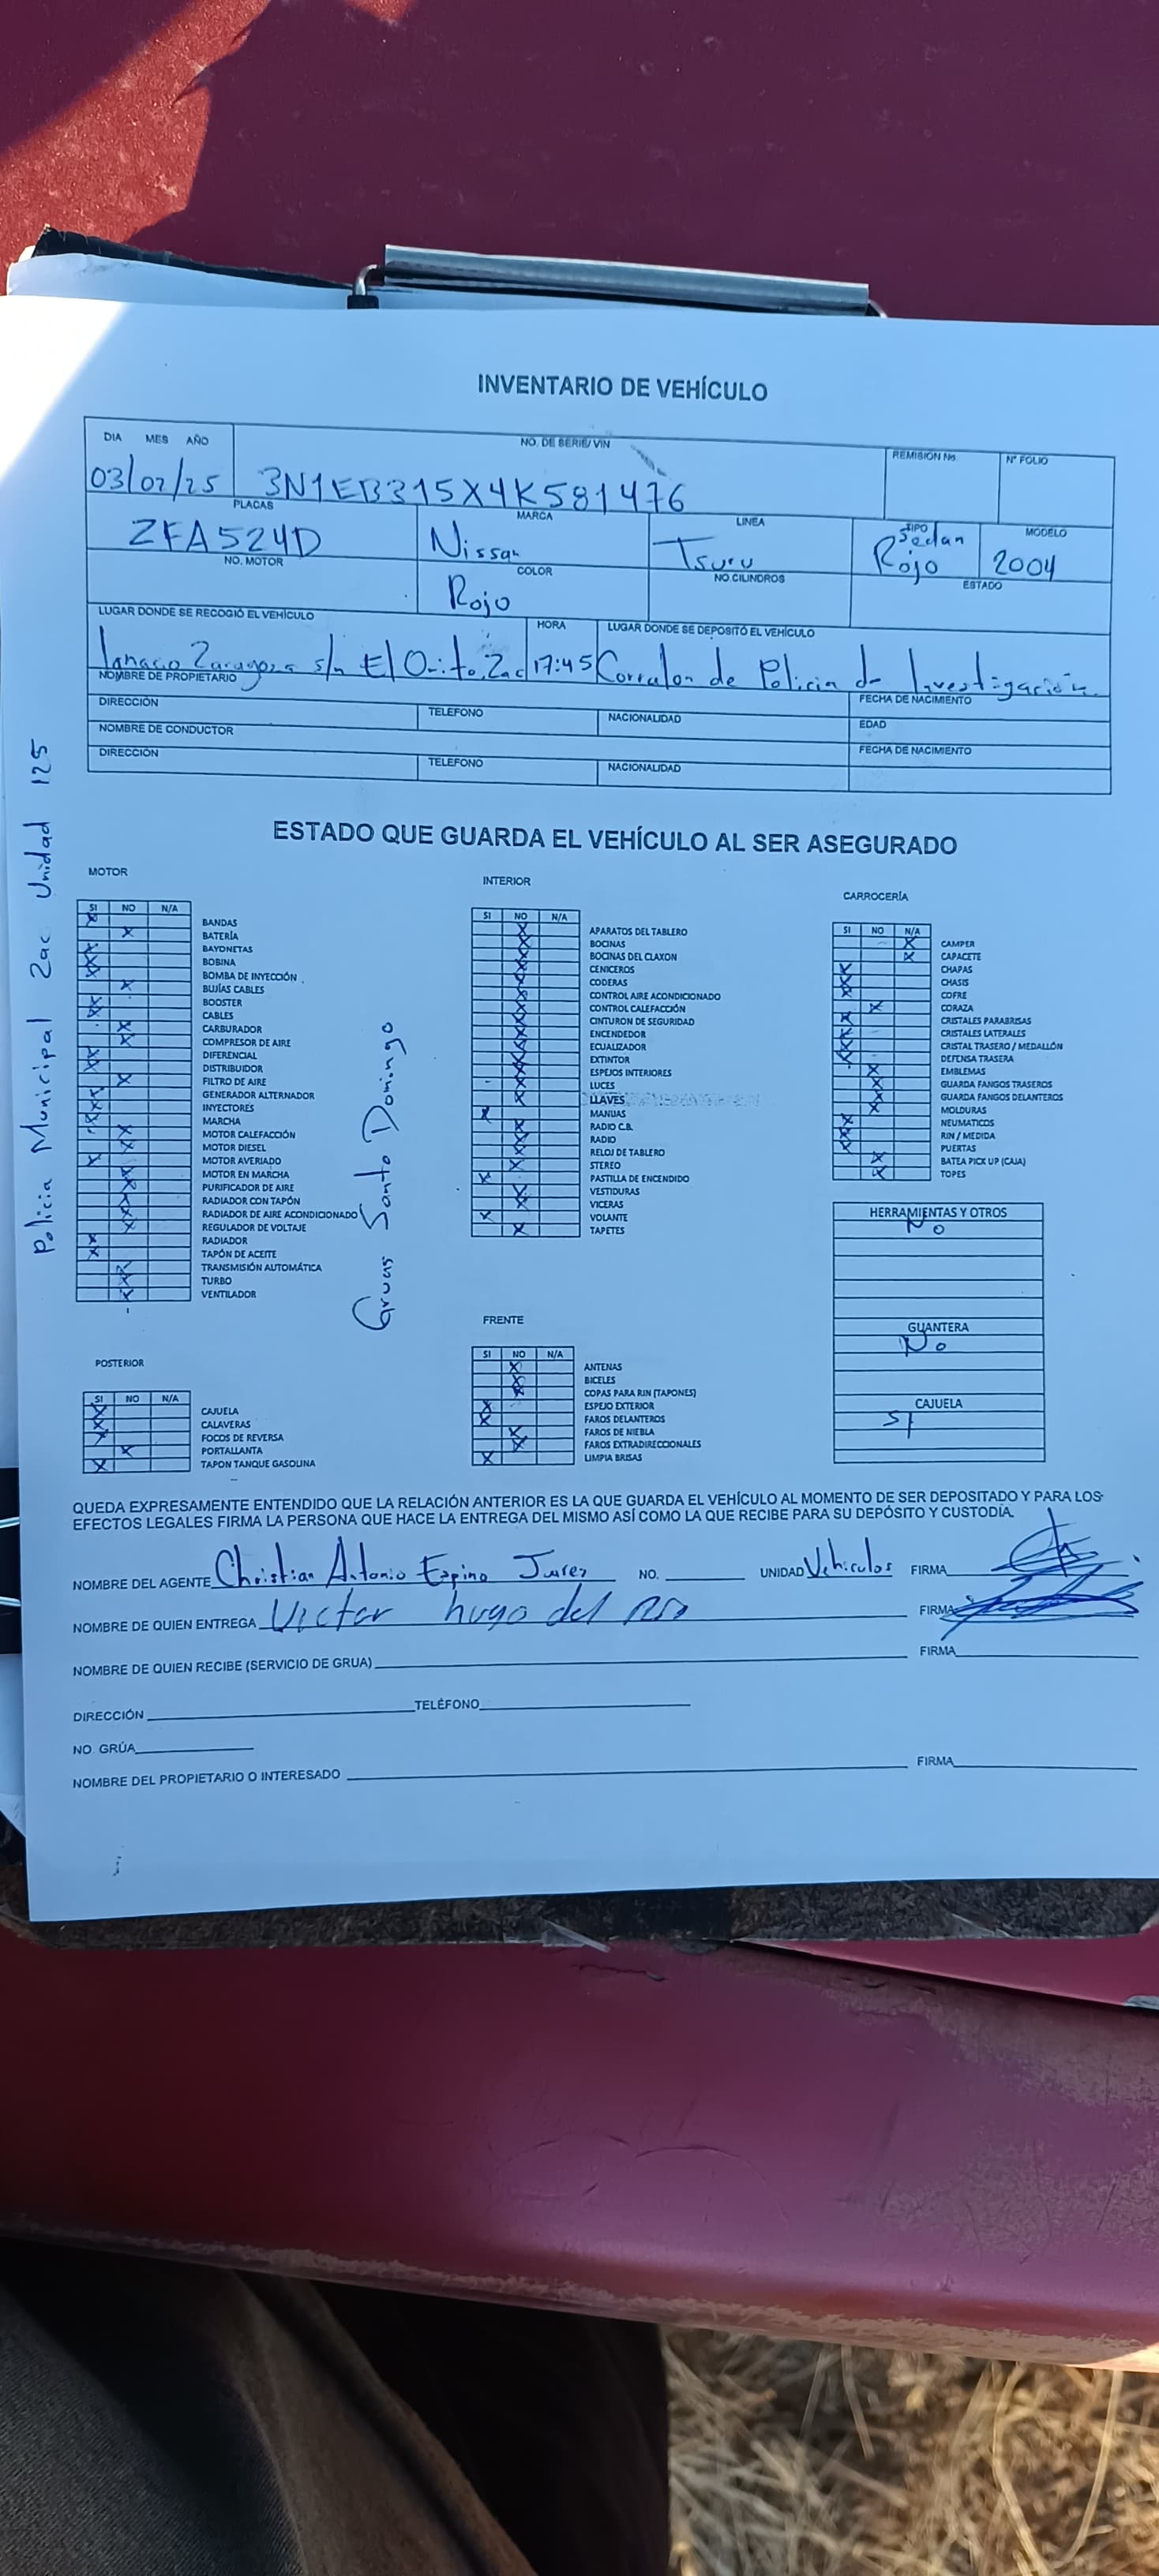 INVENTARIO DE VEHÍCULO
DIA MES AÑO
NO. DE SERIE/ VIN
REMISIÓN No.
N° FOLIO
03/02/25
3N1EB315X4K581476
PLACAS
MARCA
LINEA
TIPO
MODELO
ZFA524D
Nissan
Tsuru
Sedan
Rojo
2004
NO. MOTOR
COLOR
NO.CILINDROS
ESTADO
Rojo
LUGAR DONDE SE RECOGIÓ EL VEHÍCULO
HORA
LUGAR DONDE SE DEPOSITÓ EL VEHÍCULO
Ignacio Zaragoza s/n El Orito, Zac
17:45
Corralon de Policia de Investigación
NOMBRE DE PROPIETARIO
FECHA DE NACIMIENTO
DIRECCIÓN
TELEFONO
NACIONALIDAD
EDAD
NOMBRE DE CONDUCTOR
FECHA DE NACIMIENTO
DIRECCIÓN
TELEFONO
NACIONALIDAD
Policia Municipal Zac Unidad 125
ESTADO QUE GUARDA EL VEHÍCULO AL SER ASEGURADO
MOTOR
SI NO N/A
BANDAS
BATERÍA
BAYONETAS
BOBINA
BOMBA DE INYECCIÓN
BUJÍAS CABLES
BOOSTER
CABLES
CARBURADOR
COMPRESOR DE AIRE
DIFERENCIAL
DISTRIBUIDOR
FILTRO DE AIRE
GENERADOR ALTERNADOR
INYECTORES
MARCHA
MOTOR CALEFACCIÓN
MOTOR DIESEL
MOTOR AVERIADO
MOTOR EN MARCHA
PURIFICADOR DE AIRE
RADIADOR CON TAPÓN
RADIADOR DE AIRE ACONDICIONADO
REGULADOR DE VOLTAJE
RADIADOR
TAPÓN DE ACEITE
TRANSMISIÓN AUTOMÁTICA
TURBO
VENTILADOR
Gruas Santo Domingo
INTERIOR
SI NO N/A
APARATOS DEL TABLERO
BOCINAS
BOCINAS DEL CLAXON
CENICEROS
CODERAS
CONTROL AIRE ACONDICIONADO
CONTROL CALEFACCIÓN
CINTURON DE SEGURIDAD
ENCENDEDOR
ECUALIZADOR
EXTINTOR
ESPEJOS INTERIORES
LUCES
LLAVES
MANIJAS
RADIO C.B.
RADIO
RELOJ DE TABLERO
STEREO
PASTILLA DE ENCENDIDO
VESTIDURAS
VICERAS
VOLANTE
TAPETES
CARROCERÍA
SI NO N/A
CAMPER
CAPACETE
CHAPAS
CHASIS
COFRE
CORAZA
CRISTALES PARABRISAS
CRISTALES LATERALES
CRISTAL TRASERO / MEDALLÓN
DEFENSA TRASERA
EMBLEMAS
GUARDA FANGOS TRASEROS
GUARDA FANGOS DELANTEROS
MOLDURAS
NEUMATICOS
RIN / MEDIDA
PUERTAS
BATEA PICK UP (CAJA)
TOPES
HERRAMIENTAS Y OTROS
No
GUANTERA
No
CAJUELA
SI
POSTERIOR
SI NO N/A
CAJUELA
CALAVERAS
FOCOS DE REVERSA
PORTALLANTA
TAPON TANQUE GASOLINA
FRENTE
SI NO N/A
ANTENAS
BICELES
COPAS PARA RIN (TAPONES)
ESPEJO EXTERIOR
FAROS DELANTEROS
FAROS DE NIEBLA
FAROS EXTRADIRECCIONALES
LIMPIA BRISAS
QUEDA EXPRESAMENTE ENTENDIDO QUE LA RELACIÓN ANTERIOR ES LA QUE GUARDA EL VEHÍCULO AL MOMENTO DE SER DEPOSITADO Y PARA LOS
EFECTOS LEGALES FIRMA LA PERSONA QUE HACE LA ENTREGA DEL MISMO ASÍ COMO LA QUE RECIBE PARA SU DEPÓSITO Y CUSTODIA.
NOMBRE DEL AGENTE Christian Antonio Espino Juarez NO. UNIDAD Vehiculos FIRMA
NOMBRE DE QUIEN ENTREGA Victor hugo del FIRMA
NOMBRE DE QUIEN RECIBE (SERVICIO DE GRUA) FIRMA
DIRECCIÓN TELÉFONO
NO. GRÚA
NOMBRE DEL PROPIETARIO O INTERESADO FIRMA